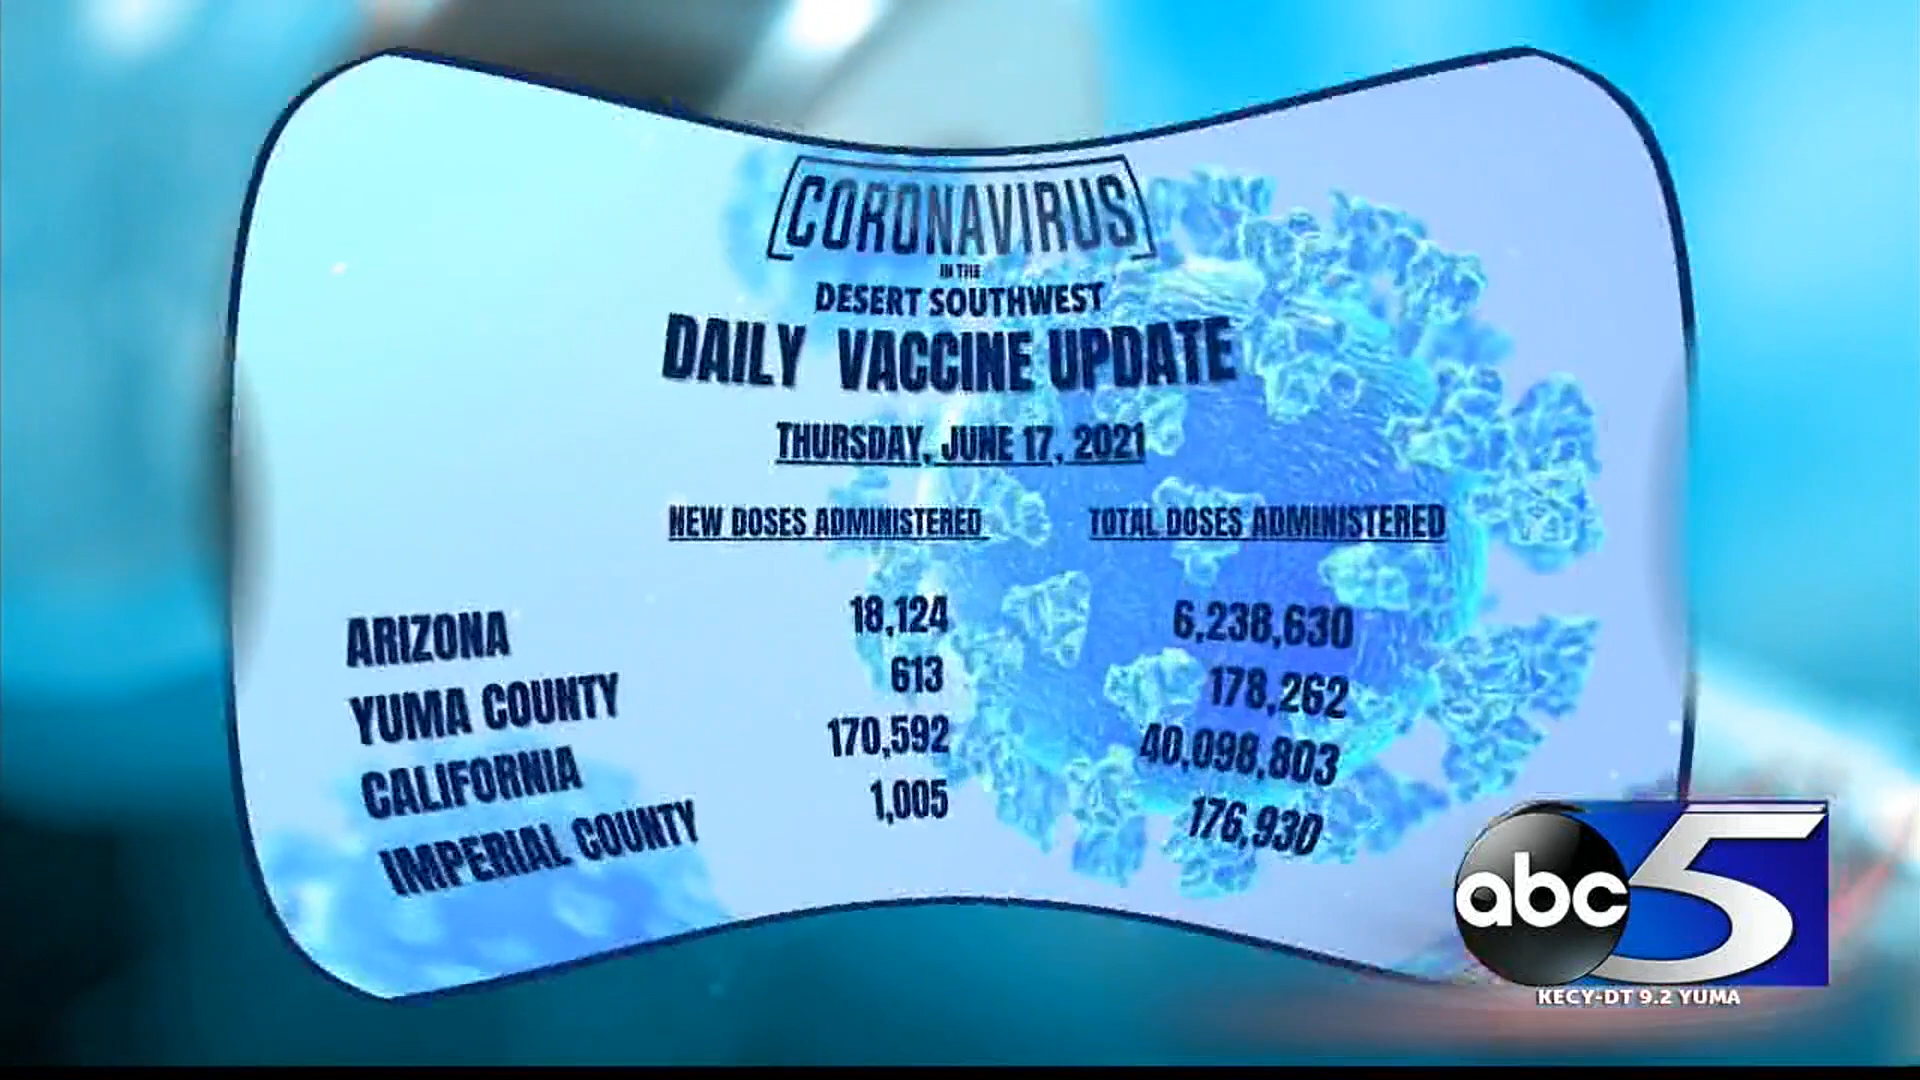 CORONAVIRUS
IN THE
DESERT SOUTHWEST
DAILY VACCINE UPDATE
THURSDAY, JUNE 17, 2021
NEW DOSES ADMINISTERED TOTAL DOSES ADMINISTERED
ARIZONA 18,124 6,238,630
YUMA COUNTY 613 178,262
CALIFORNIA 170,592 40,098,803
IMPERIAL COUNTY 1,005 176,930
abc 5
KECY-DT 9.2 YUMA